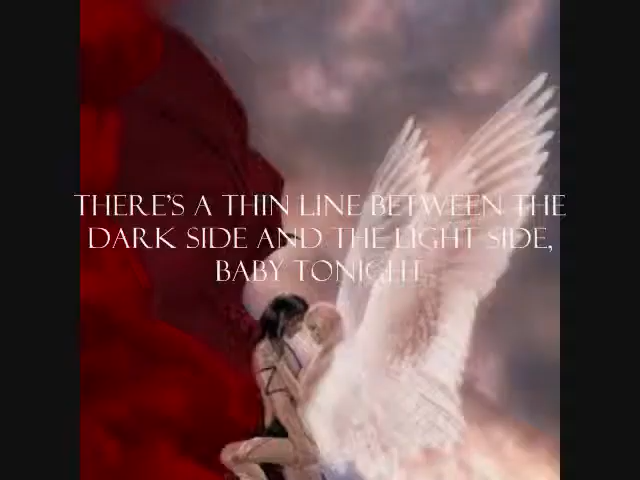 THERE'S A THIN LINE BETWEEN THE
DARK SIDE AND THE LIGHT SIDE,
BABY TONIGHT